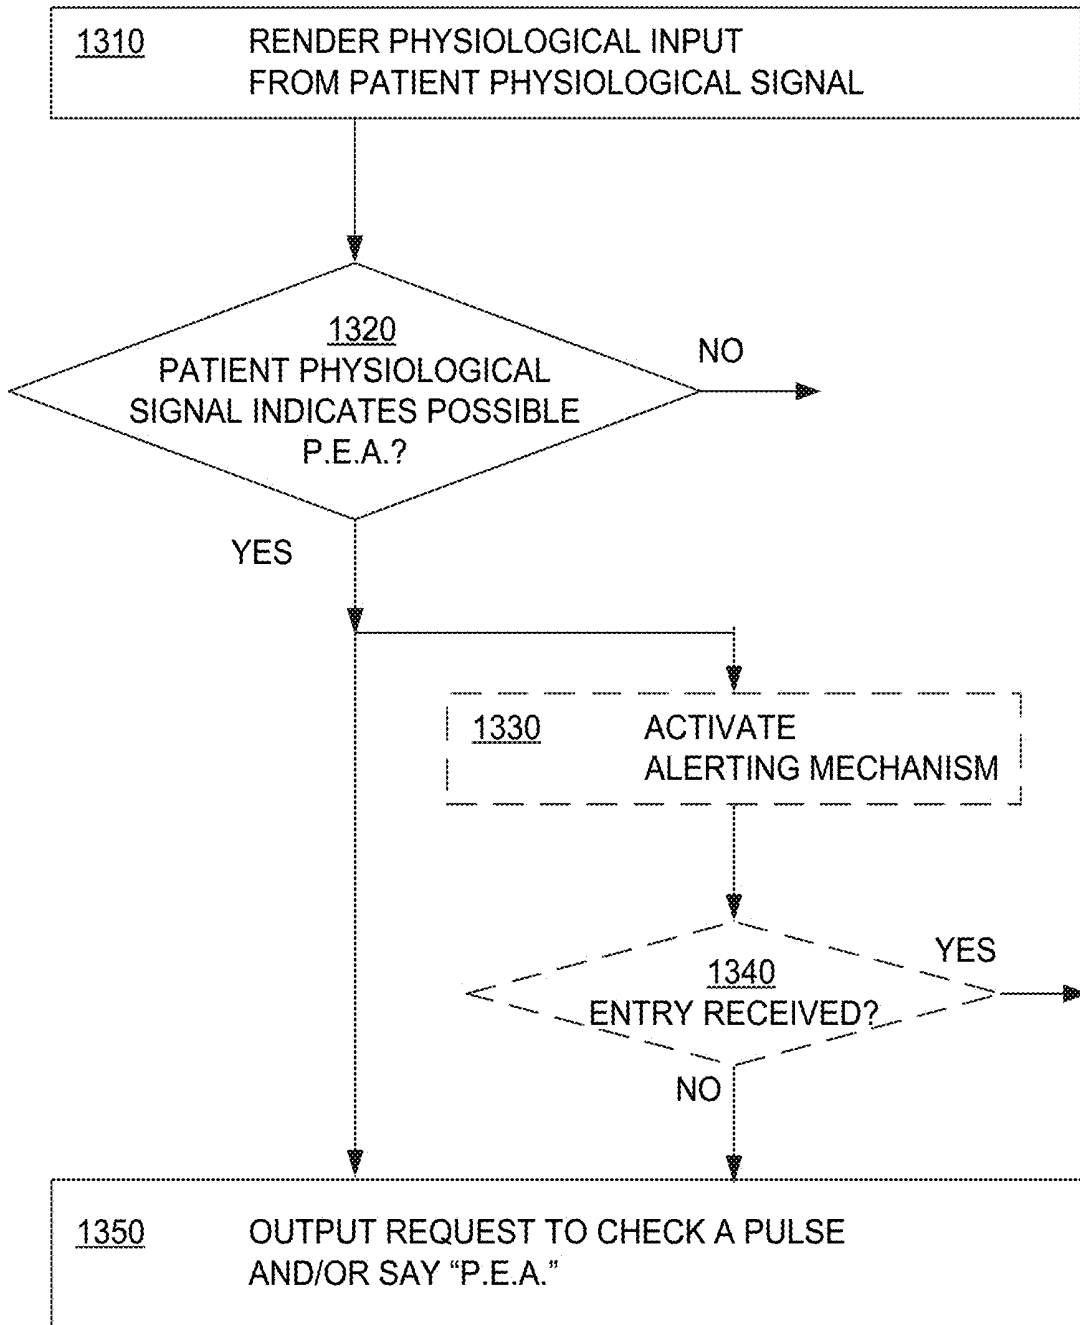 1310 RENDER PHYSIOLOGICAL INPUT
FROM PATIENT PHYSIOLOGICAL SIGNAL
1320
PATIENT PHYSIOLOGICAL
SIGNAL INDICATES POSSIBLE
P.E.A.?
NO
YES
1330 ACTIVATE
ALERTING MECHANISM
1340
ENTRY RECEIVED?
YES
NO
1350 OUTPUT REQUEST TO CHECK A PULSE
AND/OR SAY “P.E.A.”